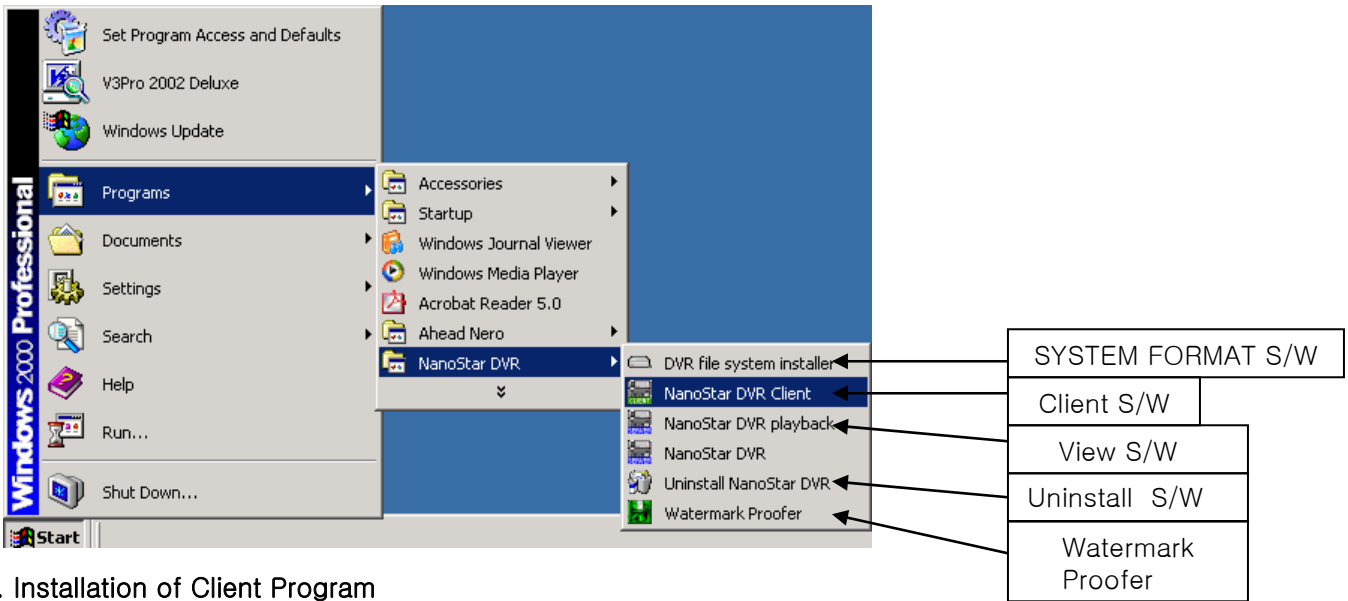 Set Program Access and Defaults
V3Pro 2002 Deluxe
Windows Update
Programs
Documents
Settings
Search
Help
Run...
Shut Down...
Windows 2000 Professional
Start
Accessories
Startup
Windows Journal Viewer
Windows Media Player
Acrobat Reader 5.0
Ahead Nero
NanoStar DVR
DVR file system installer
NanoStar DVR Client
NanoStar DVR playback
NanoStar DVR
Uninstall NanoStar DVR
Watermark Proofer
SYSTEM FORMAT S/W
Client S/W
View S/W
Uninstall S/W
Watermark
Proofer
. Installation of Client Program